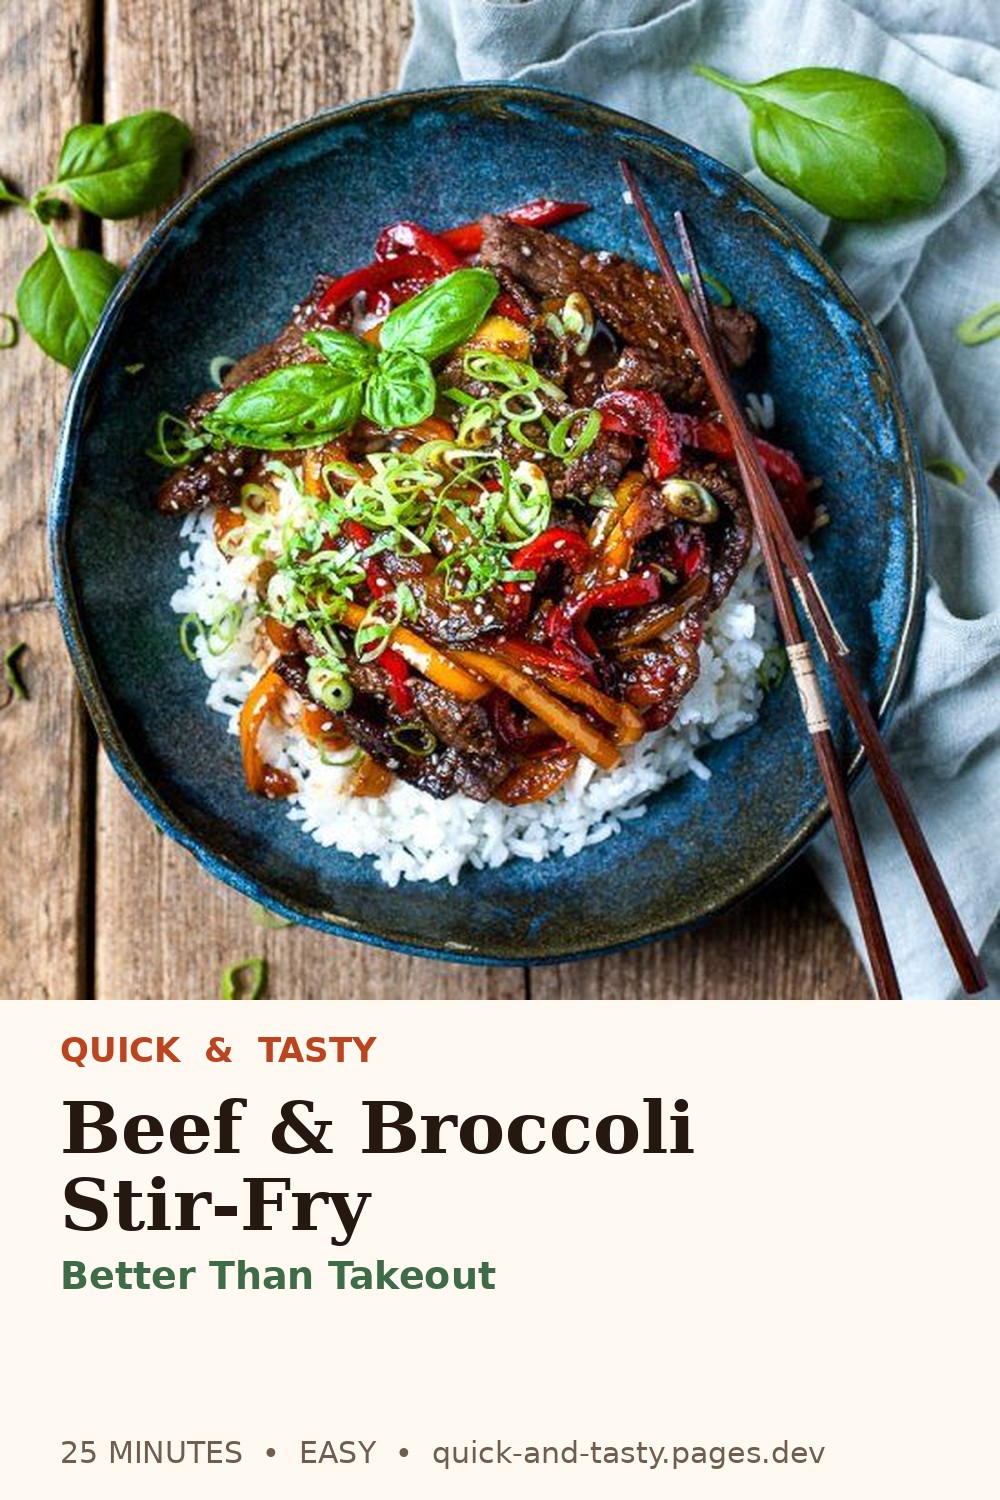 QUICK & TASTY
Beef & Broccoli
Stir-Fry
Better Than Takeout
25 MINUTES • EASY • quick-and-tasty.pages.dev